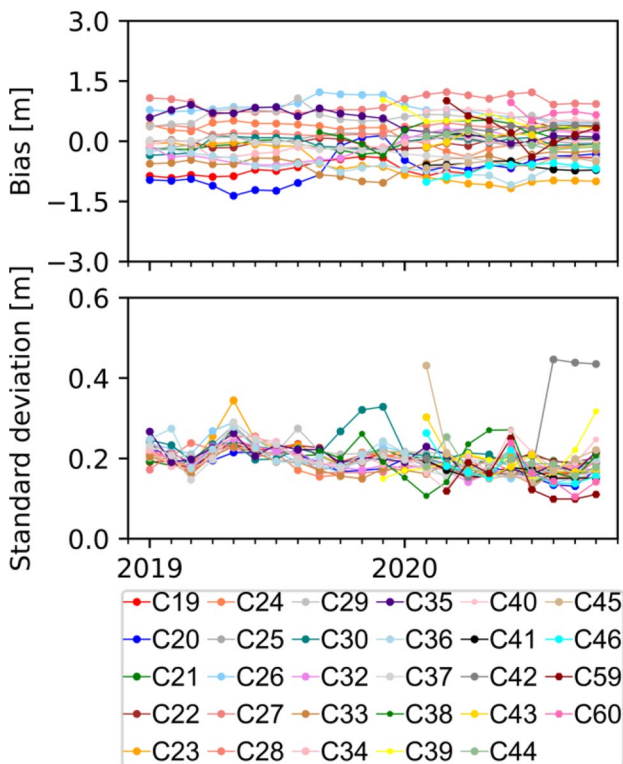 3.0
1.5
0.0
−1.5
−3.0
Bias [m]
0.6
0.4
0.2
0.0
Standard deviation [m]
2019 2020
C19 C24 C29 C35 C40 C45
C20 C25 C30 C36 C41 C46
C21 C26 C32 C37 C42 C59
C22 C27 C33 C38 C43 C60
C23 C28 C34 C39 C44